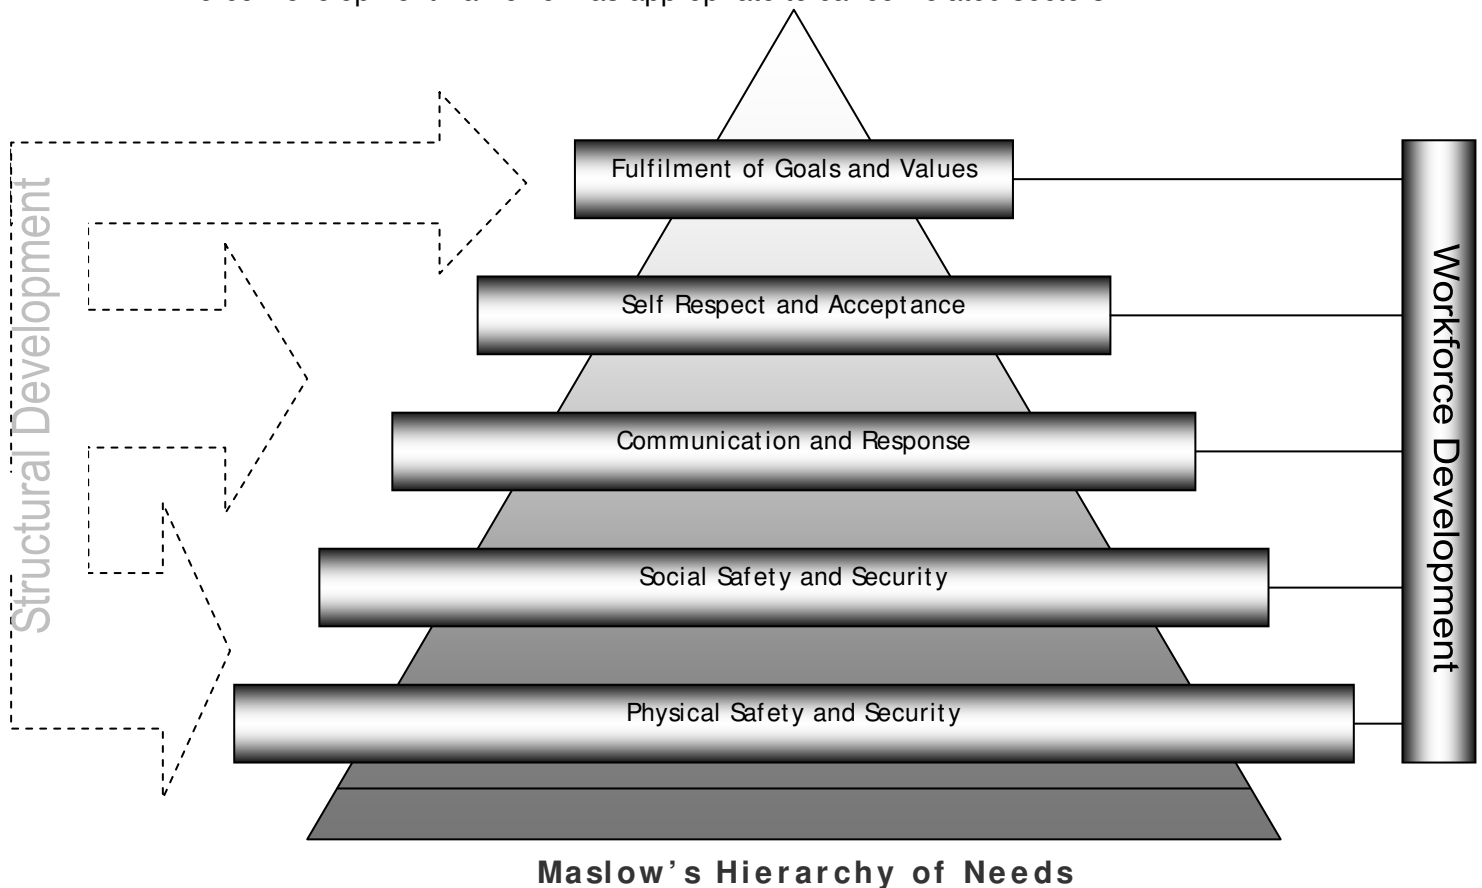 Structural Development
Fulfilment of Goals and Values
Self Respect and Acceptance
Communication and Response
Social Safety and Security
Physical Safety and Security
Workforce Development
Maslow’s Hierarchy of Needs